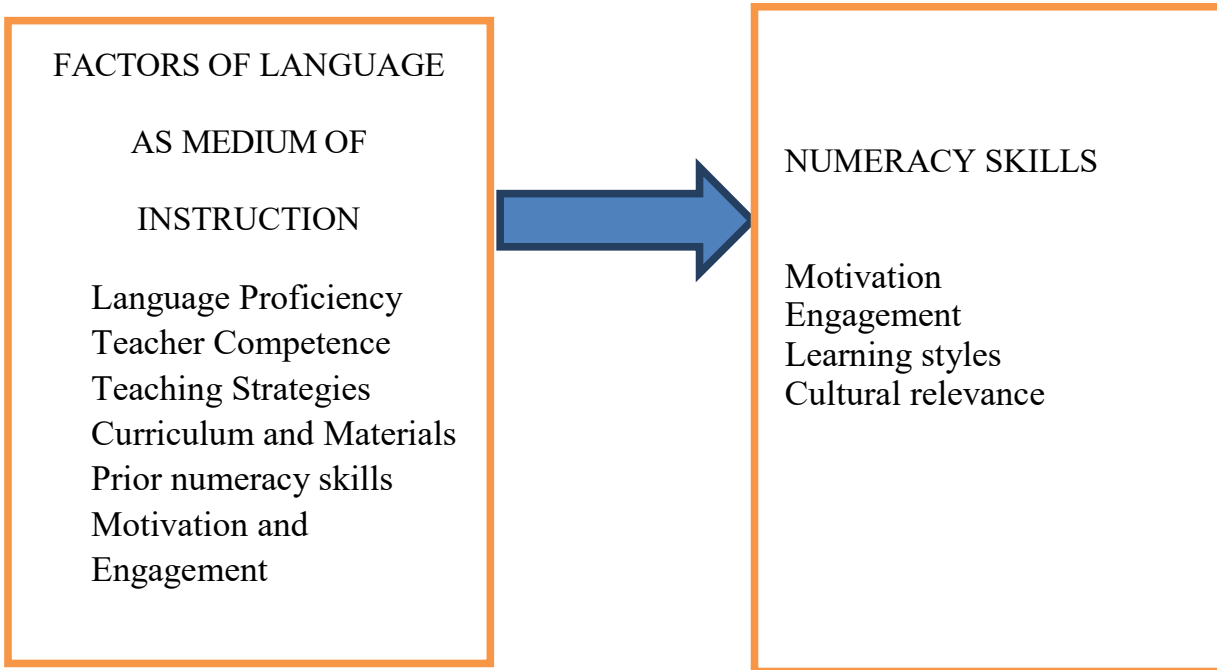 FACTORS OF LANGUAGE
AS MEDIUM OF
INSTRUCTION
Language Proficiency
Teacher Competence
Teaching Strategies
Curriculum and Materials
Prior numeracy skills
Motivation and
Engagement
NUMERACY SKILLS
Motivation
Engagement
Learning styles
Cultural relevance